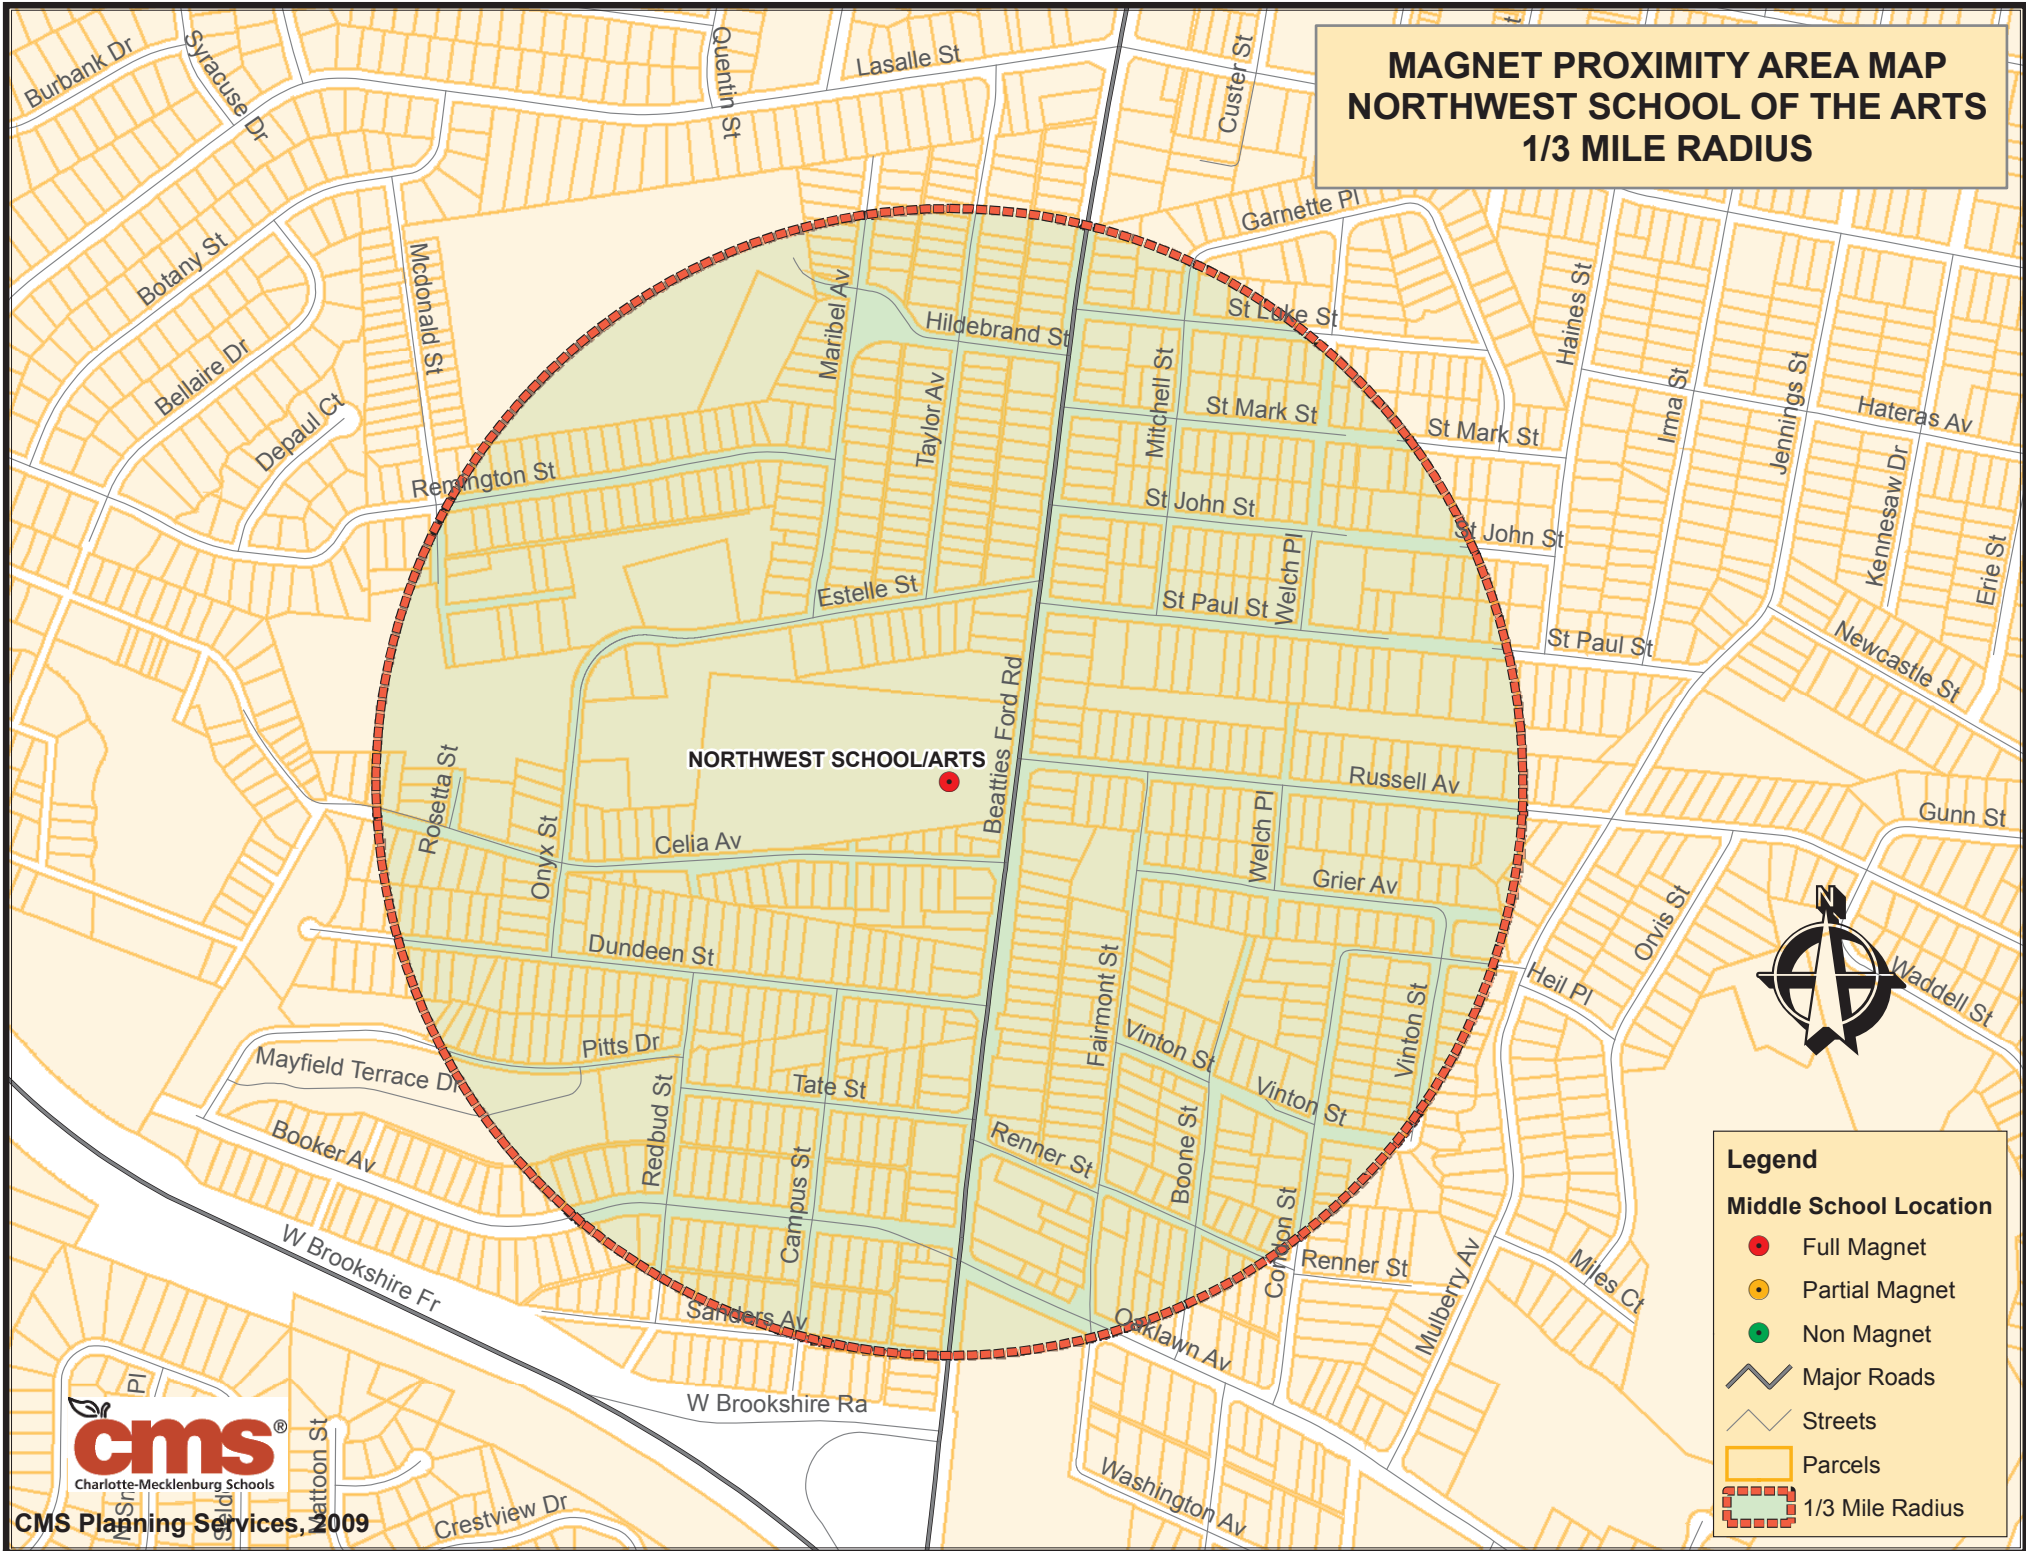 MAGNET PROXIMITY AREA MAP
NORTHWEST SCHOOL OF THE ARTS
1/3 MILE RADIUS
Burbank Dr
Syracuse Dr
Quentin St
Lasalle St
Custer St
Garnette Pl
Botany St
Mcdonald St
Bellaire Dr
Depaul Ct
Remington St
Maribel Av
Hildebrand St
Taylor Av
St Luke St
Mitchell St
St Mark St
St Mark St
Haines St
Irma St
Jennings St
Hateras Av
Kennesaw Dr
Erie St
St John St
St John St
Welch Pl
Estelle St
St Paul St
St Paul St
Newcastle St
Beatties Ford Rd
NORTHWEST SCHOOL/ARTS
Russell Av
Gunn St
Rosetta St
Onyx St
Celia Av
Welch Pl
Grier Av
Orvis St
Dundeen St
Fairmont St
Heil Pl
Waddell St
N
Pitts Dr
Mayfield Terrace Dr
Vinton St
Vinton St
Vinton St
Tate St
Redbud St
Booker Av
Campus St
Renner St
Boone St
Condon St
Renner St
Mulberry Av
Miles Ct
W Brookshire Fr
Sanders Av
Oaklawn Av
W Brookshire Ra
Washington Av
Crestview Dr
Mattoon St
Pl
Legend
Middle School Location
Full Magnet
Partial Magnet
Non Magnet
Major Roads
Streets
Parcels
1/3 Mile Radius
cms®
Charlotte-Mecklenburg Schools
CMS Planning Services, 2009